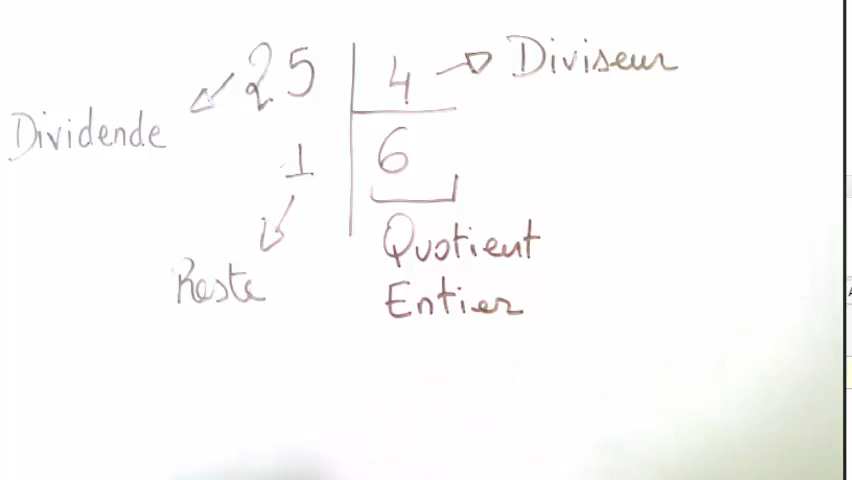 25 4 Diviseur
Dividende
1 6
Quotient
Reste
Entier